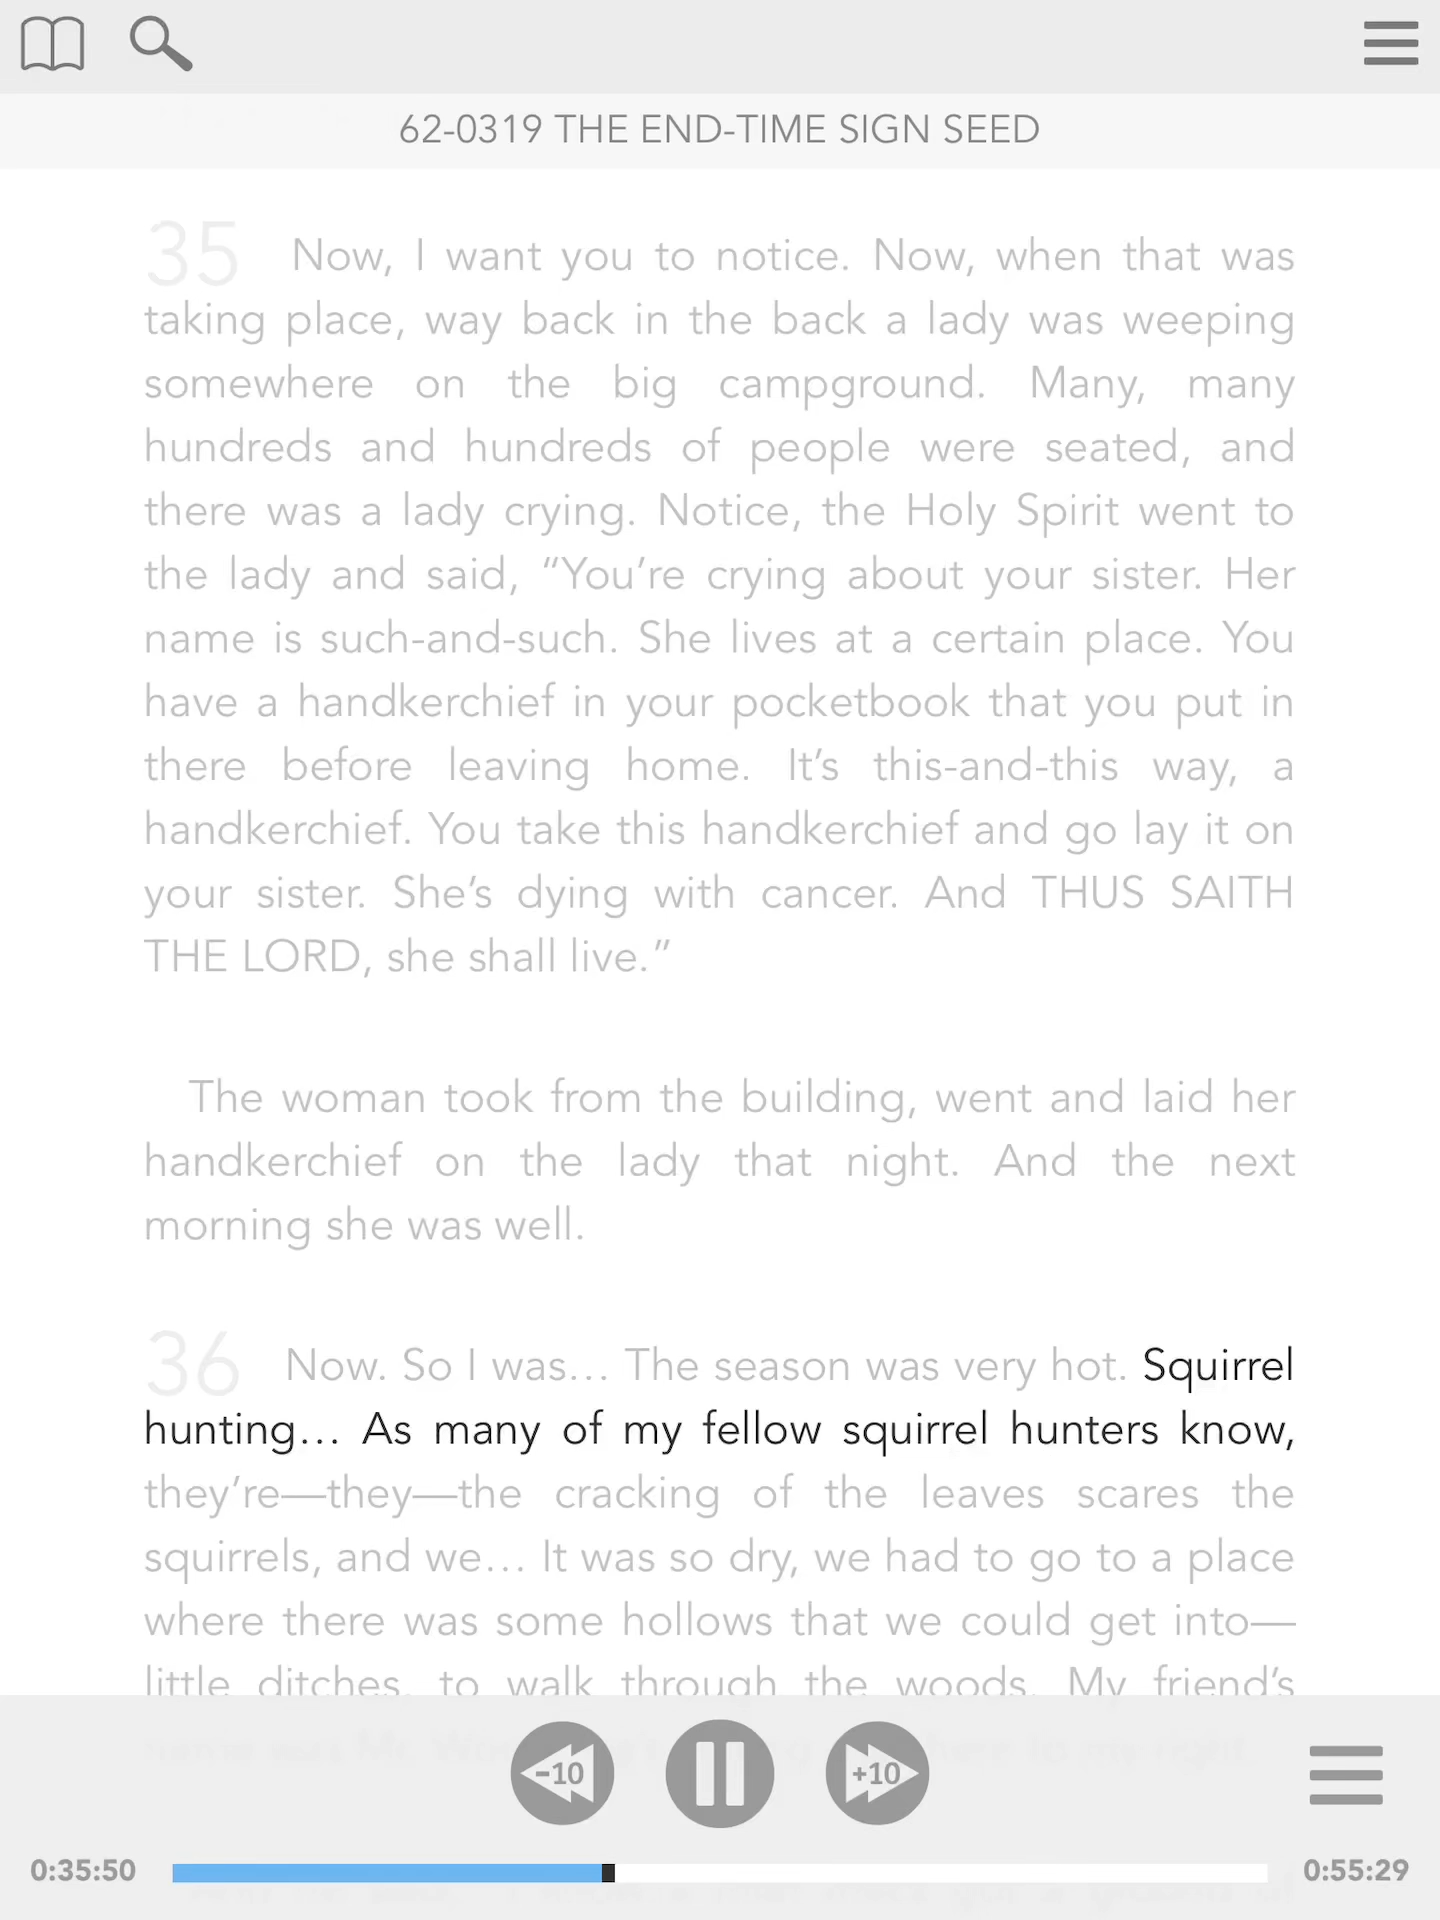 62-0319 THE END-TIME SIGN SEED
35 Now, I want you to notice. Now, when that was
taking place, way back in the back a lady was weeping
somewhere on the big campground. Many, many
hundreds and hundreds of people were seated, and
there was a lady crying. Notice, the Holy Spirit went to
the lady and said, “You’re crying about your sister. Her
name is such-and-such. She lives at a certain place. You
have a handkerchief in your pocketbook that you put in
there before leaving home. It’s this-and-this way, a
handkerchief. You take this handkerchief and go lay it on
your sister. She’s dying with cancer. And THUS SAITH
THE LORD, she shall live.”
The woman took from the building, went and laid her
handkerchief on the lady that night. And the next
morning she was well.
36 Now. So I was… The season was very hot. Squirrel
hunting… As many of my fellow squirrel hunters know,
they’re—they—the cracking of the leaves scares the
squirrels, and we… It was so dry, we had to go to a place
where there was some hollows that we could get into—
little ditches, to walk through the woods. My friend’s
-10
+10
0:35:50
0:55:29